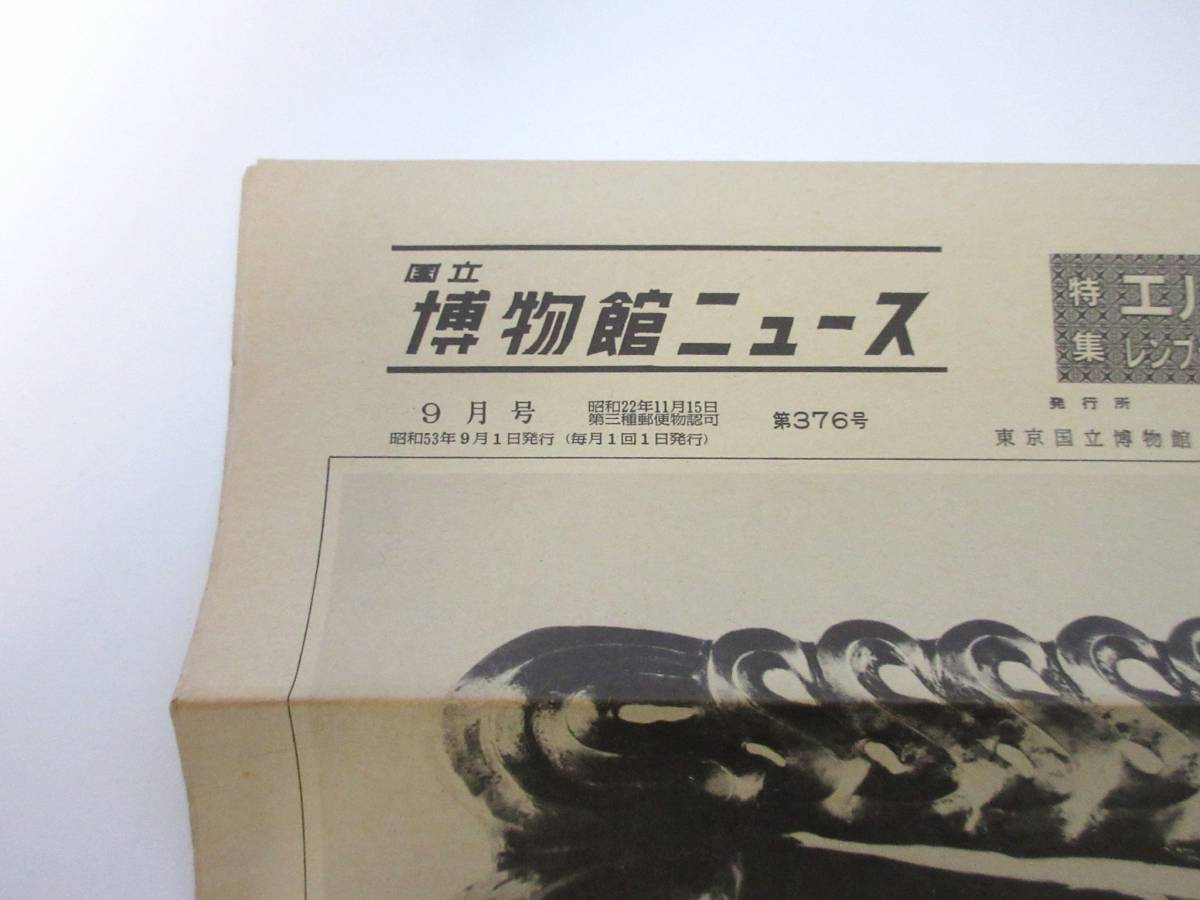 国立
博物館ニュース
9月号
昭和22年11月15日
第三種郵便物認可
第376号
昭和53年9月1日発行（毎月1回1日発行）
特集
エル
レンブ
発行所
東京国立博物館